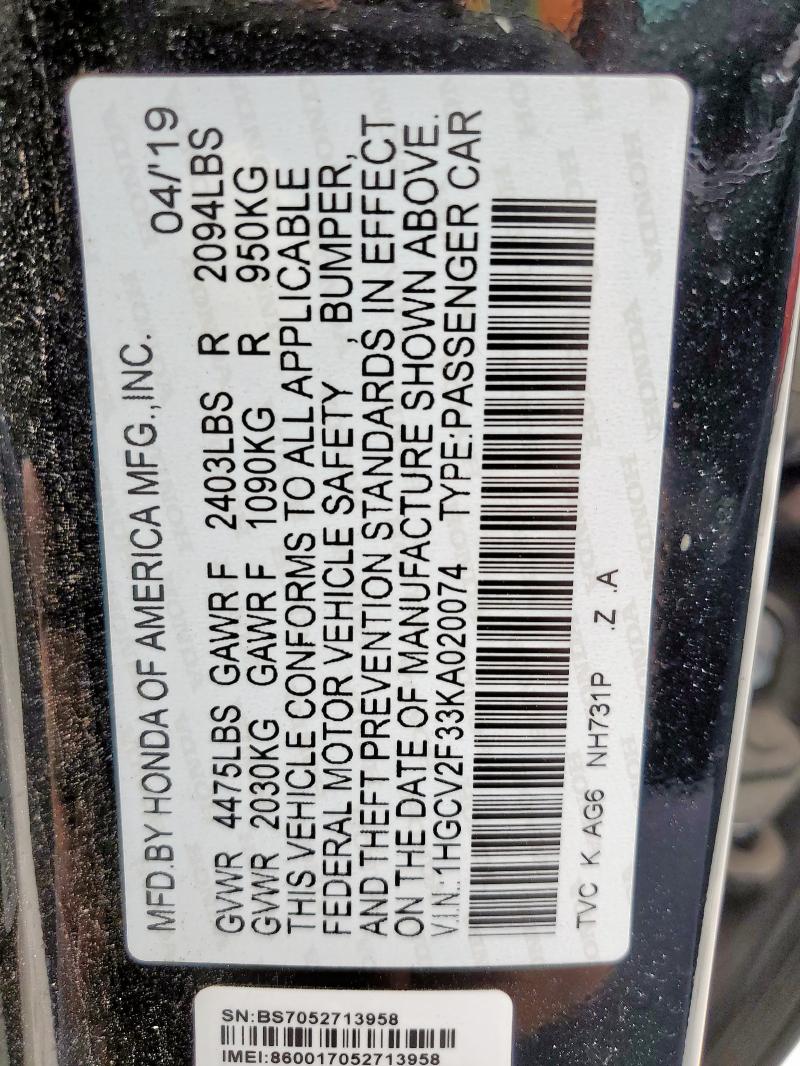 MFD.BY HONDA OF AMERICA MFG.,INC. 04/'19
GVWR 4475LBS GAWR F 2403LBS R 2094LBS
GVWR 2030KG GAWR F 1090KG R 950KG
THIS VEHICLE CONFORMS TO ALL APPLICABLE
FEDERAL MOTOR VEHICLE SAFETY , BUMPER,
AND THEFT PREVENTION STANDARDS IN EFFECT
ON THE DATE OF MANUFACTURE SHOWN ABOVE.
V.I.N.:1HGCV2F33KA020074 TYPE:PASSENGER CAR
TVC K AG6 NH731P .Z .A
SN:BS7052713958
IMEI:860017052713958